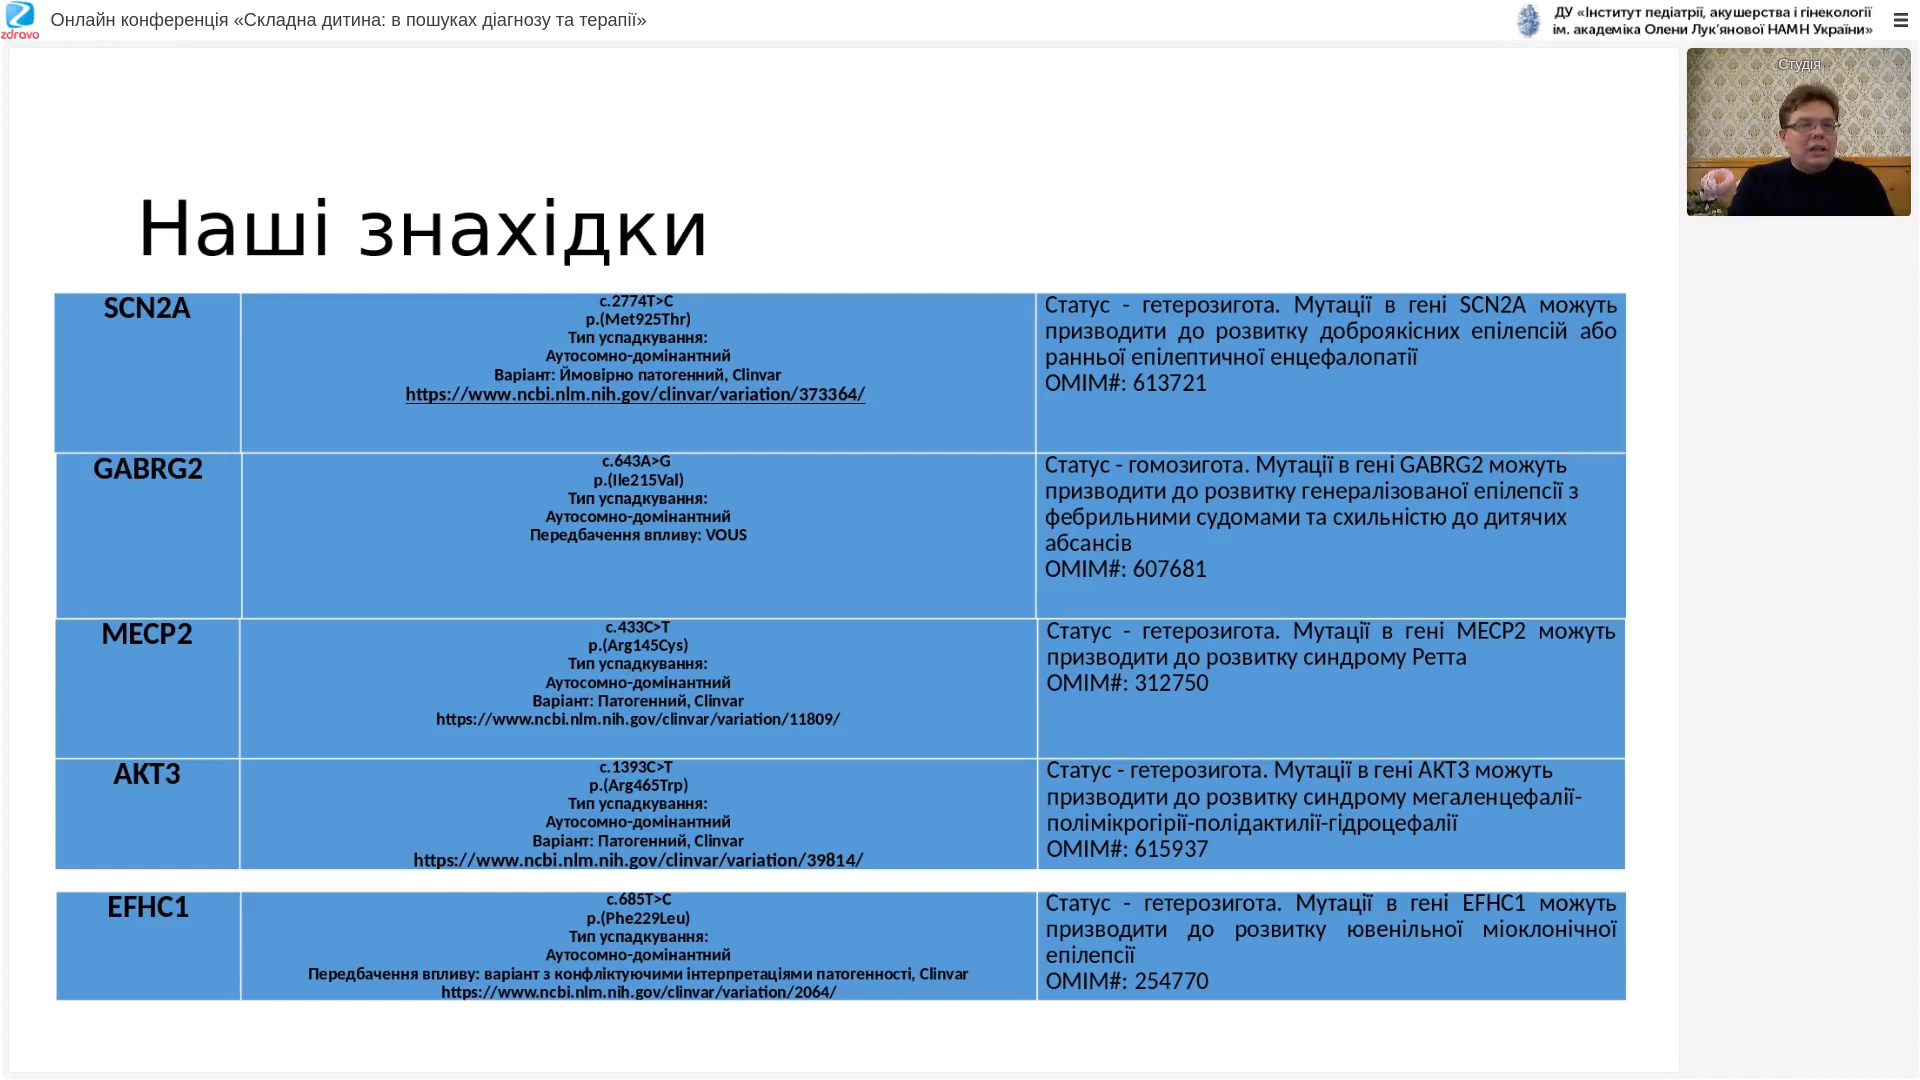 zdravo
Онлайн конференція «Складна дитина: в пошуках діагнозу та терапії»
ДУ «Інститут педіатрії, акушерства і гінекології
ім. академіка Олени Лук’янової НАМН України»
Студія
Наші знахідки
SCN2A
c.2774T>C
p.(Met925Thr)
Тип успадкування:
Аутосомно-домінантний
Варіант: Ймовірно патогенний, Clinvar
https://www.ncbi.nlm.nih.gov/clinvar/variation/373364/
Статус - гетерозигота. Мутації в гені SCN2A можуть
призводити до розвитку доброякісних епілепсій або
ранньої епілептичної енцефалопатії
OMIM#: 613721
GABRG2
c.643A>G
p.(Ile215Val)
Тип успадкування:
Аутосомно-домінантний
Передбачення впливу: VOUS
Статус - гомозигота. Мутації в гені GABRG2 можуть
призводити до розвитку генералізованої епілепсії з
фебрильними судомами та схильністю до дитячих
абсансів
OMIM#: 607681
MECP2
c.433C>T
p.(Arg145Cys)
Тип успадкування:
Аутосомно-домінантний
Варіант: Патогенний, Clinvar
https://www.ncbi.nlm.nih.gov/clinvar/variation/11809/
Статус - гетерозигота. Мутації в гені MECP2 можуть
призводити до розвитку синдрому Ретта
OMIM#: 312750
AKT3
c.1393C>T
p.(Arg465Trp)
Тип успадкування:
Аутосомно-домінантний
Варіант: Патогенний, Clinvar
https://www.ncbi.nlm.nih.gov/clinvar/variation/39814/
Статус - гетерозигота. Мутації в гені AKT3 можуть
призводити до розвитку синдрому мегаленцефалії-
полімікрогірії-полідактилії-гідроцефалії
OMIM#: 615937
EFHC1
c.685T>C
p.(Phe229Leu)
Тип успадкування:
Аутосомно-домінантний
Передбачення впливу: варіант з конфліктуючими інтерпретаціями патогенності, Clinvar
https://www.ncbi.nlm.nih.gov/clinvar/variation/2064/
Статус - гетерозигота. Мутації в гені EFHC1 можуть
призводити до розвитку ювенільної міоклонічної
епілепсії
OMIM#: 254770